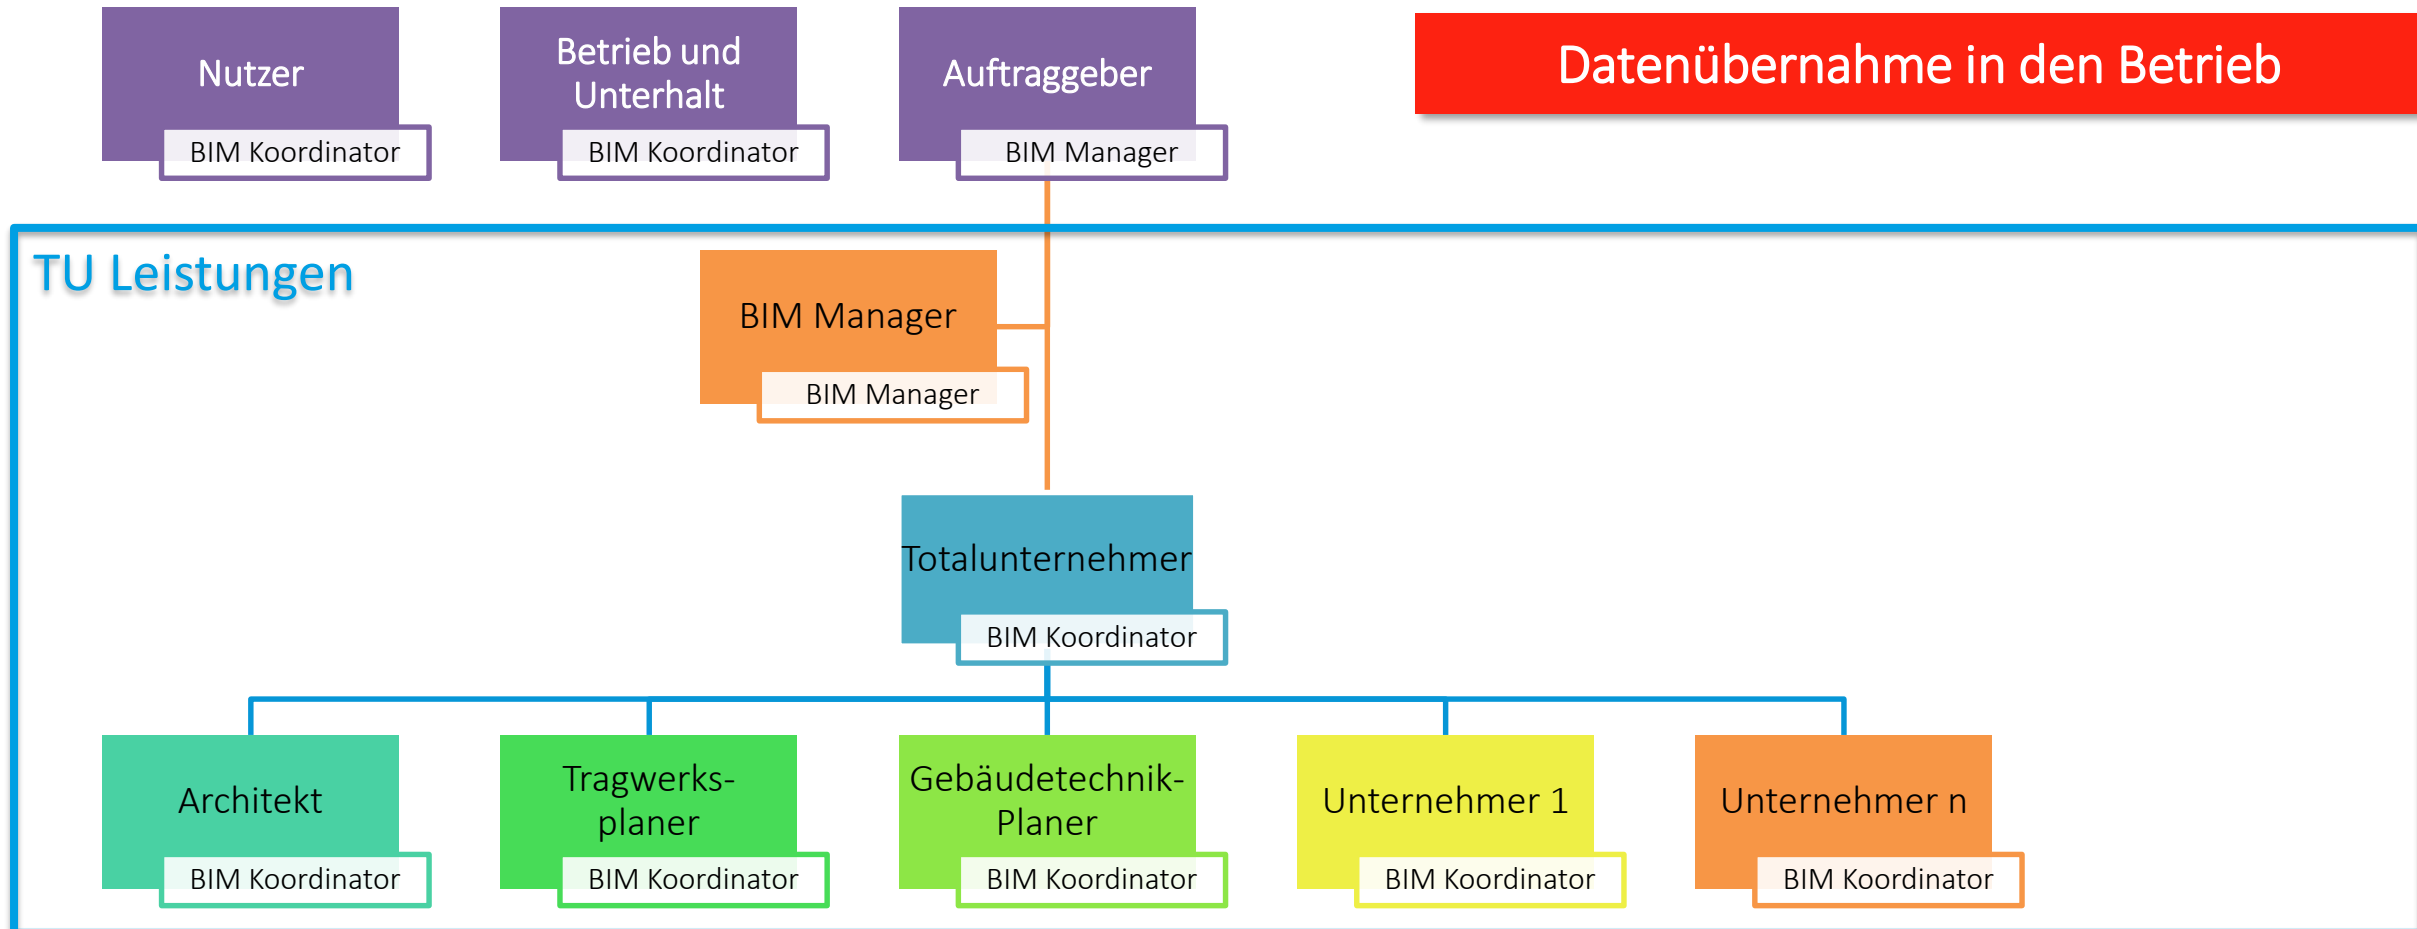 Nutzer
BIM Koordinator
Betrieb und
Unterhalt
BIM Koordinator
Auftraggeber
BIM Manager
Datenübernahme in den Betrieb
TU Leistungen
BIM Manager
BIM Manager
Totalunternehmer
BIM Koordinator
Architekt
BIM Koordinator
Tragwerks-
planer
BIM Koordinator
Gebäudetechnik-
Planer
BIM Koordinator
Unternehmer 1
BIM Koordinator
Unternehmer n
BIM Koordinator